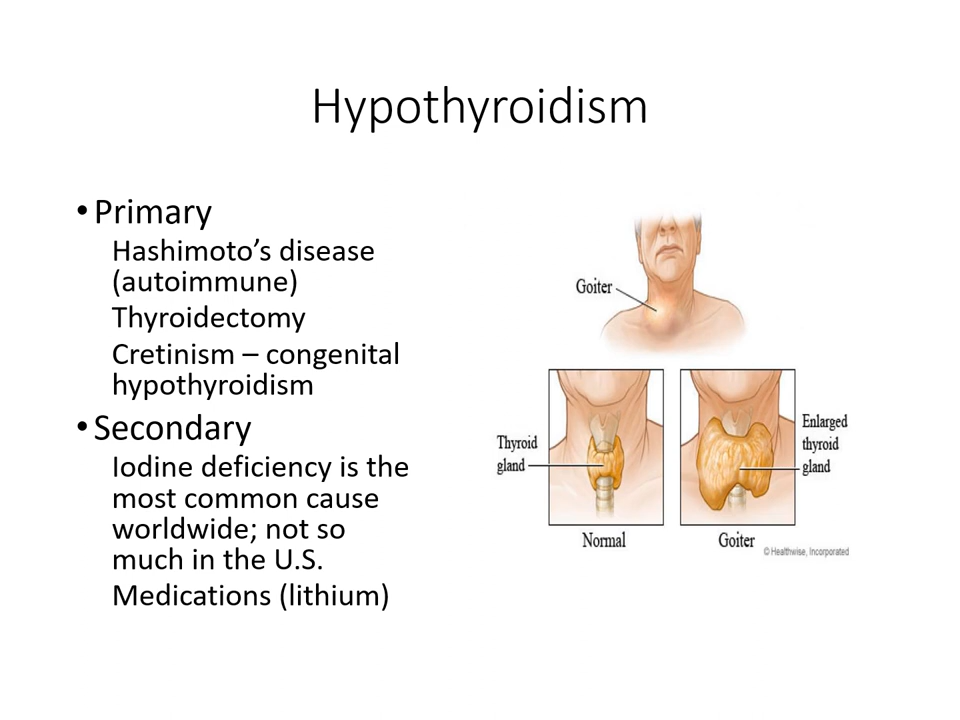 Hypothyroidism
• Primary
Hashimoto’s disease
(autoimmune)
Thyroidectomy
Cretinism – congenital
hypothyroidism
• Secondary
Iodine deficiency is the
most common cause
worldwide; not so
much in the U.S.
Medications (lithium)
Goiter
Thyroid
gland
Normal
Enlarged
thyroid
gland
Goiter
© Healthwise, Incorporated